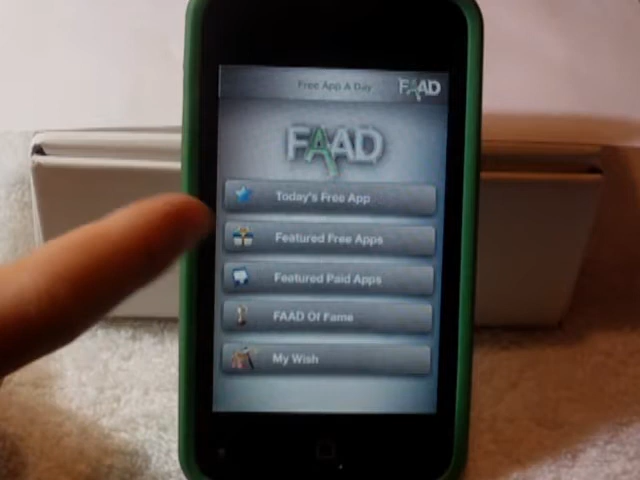 Free App A Day FAAD
FAAD
Today's Free App
Featured Free Apps
Featured Paid Apps
FAAD Of Fame
My Wish